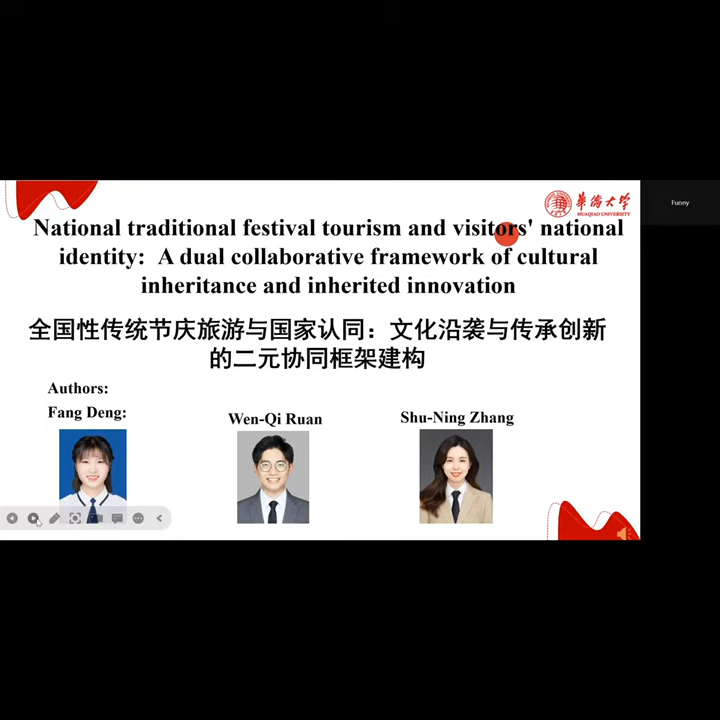 華僑大學
HUAQIAO UNIVERSITY
Funny
National traditional festival tourism and visitors' national
identity: A dual collaborative framework of cultural
inheritance and inherited innovation
全国性传统节庆旅游与国家认同：文化沿袭与传承创新
的二元协同框架建构
Authors:
Fang Deng:
Wen-Qi Ruan
Shu-Ning Zhang